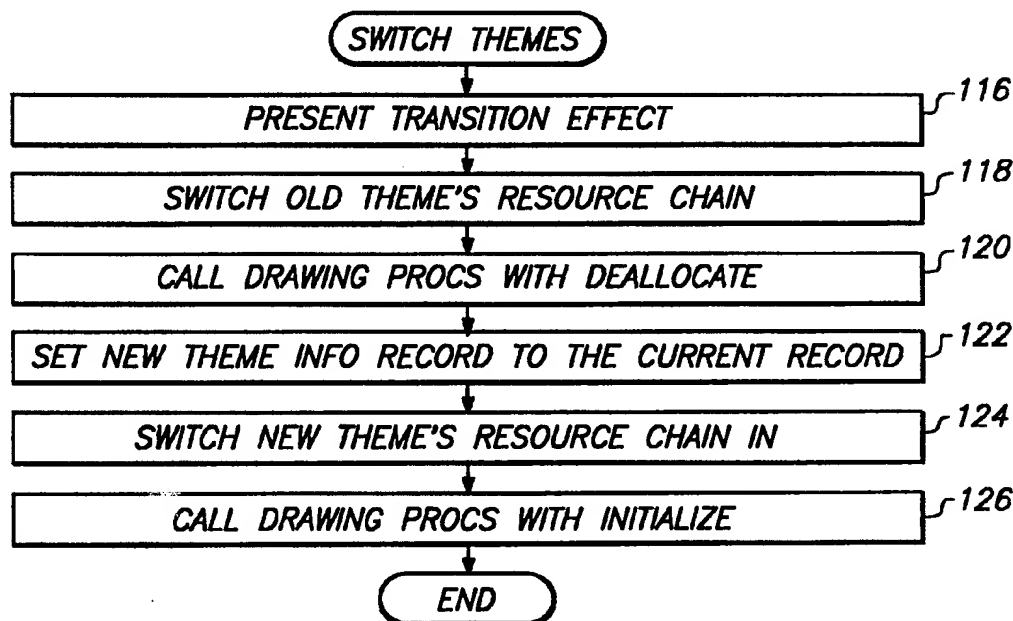 SWITCH THEMES
PRESENT TRANSITION EFFECT
116
SWITCH OLD THEME'S RESOURCE CHAIN
118
CALL DRAWING PROCS WITH DEALLOCATE
120
SET NEW THEME INFO RECORD TO THE CURRENT RECORD
122
SWITCH NEW THEME'S RESOURCE CHAIN IN
124
CALL DRAWING PROCS WITH INITIALIZE
126
END